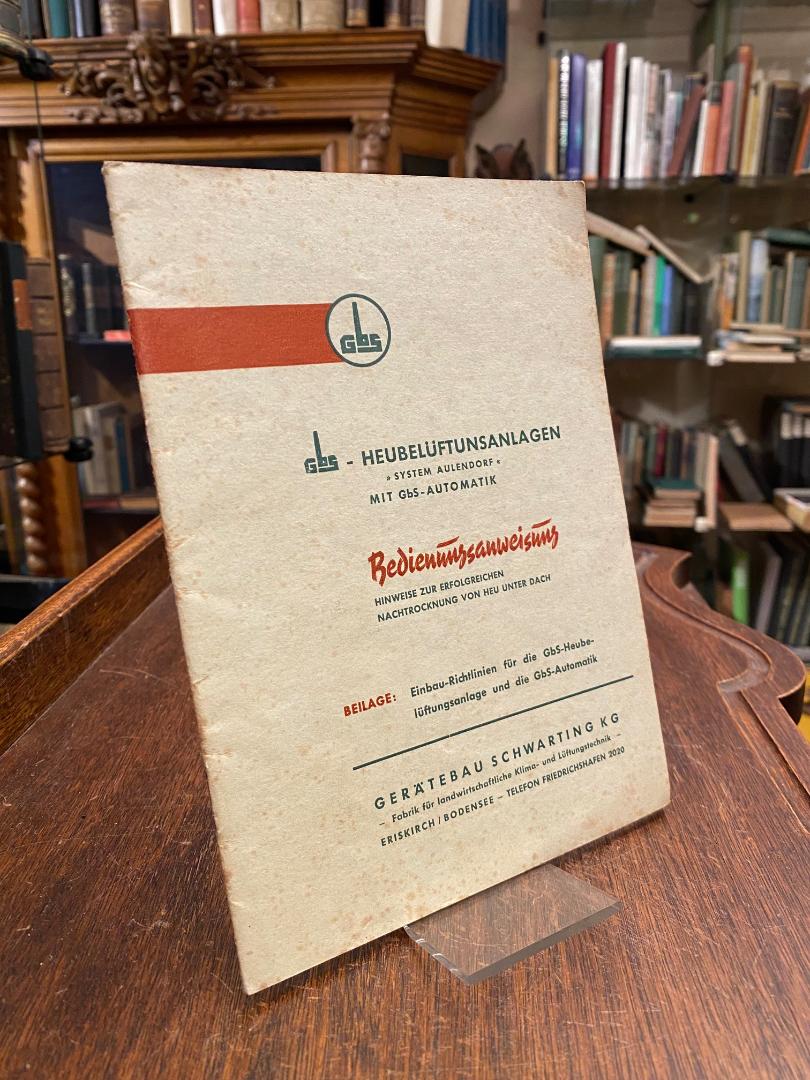 GbS
GbS - HEUBELÜFTUNSANLAGEN
» SYSTEM AULENDORF «
MIT GbS-AUTOMATIK
Bedienungsanweisung
HINWEISE ZUR ERFOLGREICHEN
NACHTROCKNUNG VON HEU UNTER DACH
BEILAGE: Einbau-Richtlinien für die GbS-Heube-
lüftungsanlage und die GbS-Automatik
GERÄTEBAU SCHWARTING KG
– Fabrik für landwirtschaftliche Klima- und Lüftungstechnik –
ERISKIRCH / BODENSEE – TELEFON FRIEDRICHSHAFEN 2020